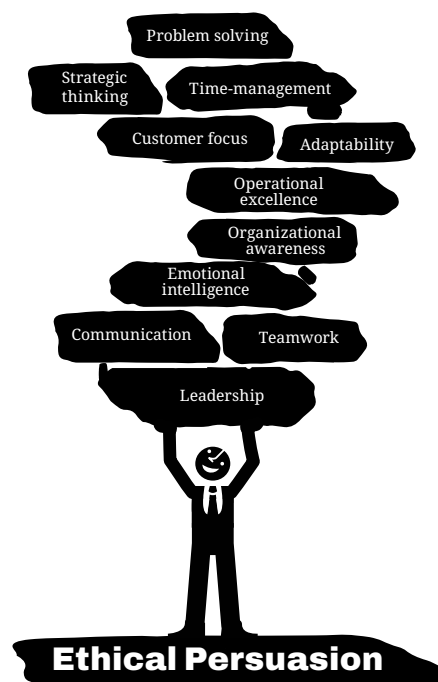 Problem solving
Strategic
thinking
Time-management
Customer focus
Adaptability
Operational
excellence
Organizational
awareness
Emotional
intelligence
Communication
Teamwork
Leadership
Ethical Persuasion